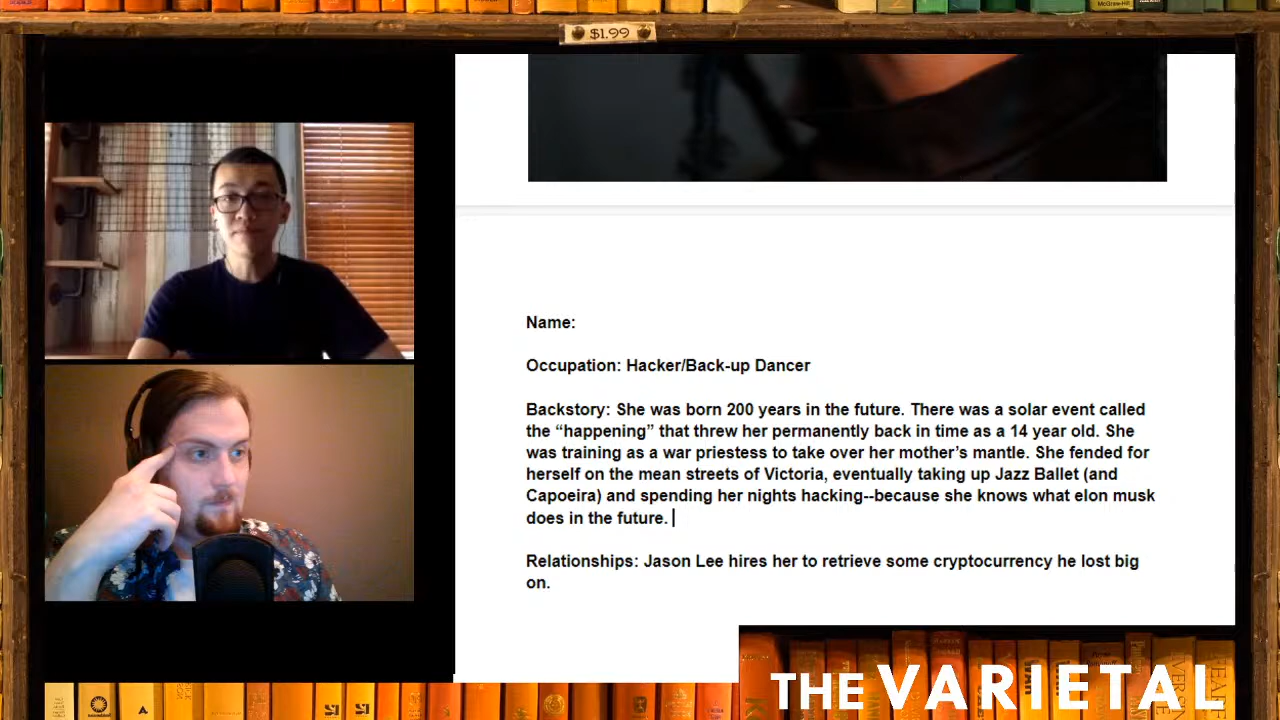 McGraw-Hill
$1.99
Name:
Occupation: Hacker/Back-up Dancer
Backstory: She was born 200 years in the future. There was a solar event called
the “happening” that threw her permanently back in time as a 14 year old. She
was training as a war priestess to take over her mother’s mantle. She fended for
herself on the mean streets of Victoria, eventually taking up Jazz Ballet (and
Capoeira) and spending her nights hacking--because she knows what elon musk
does in the future.
Relationships: Jason Lee hires her to retrieve some cryptocurrency he lost big
on.
THE VARIETAL